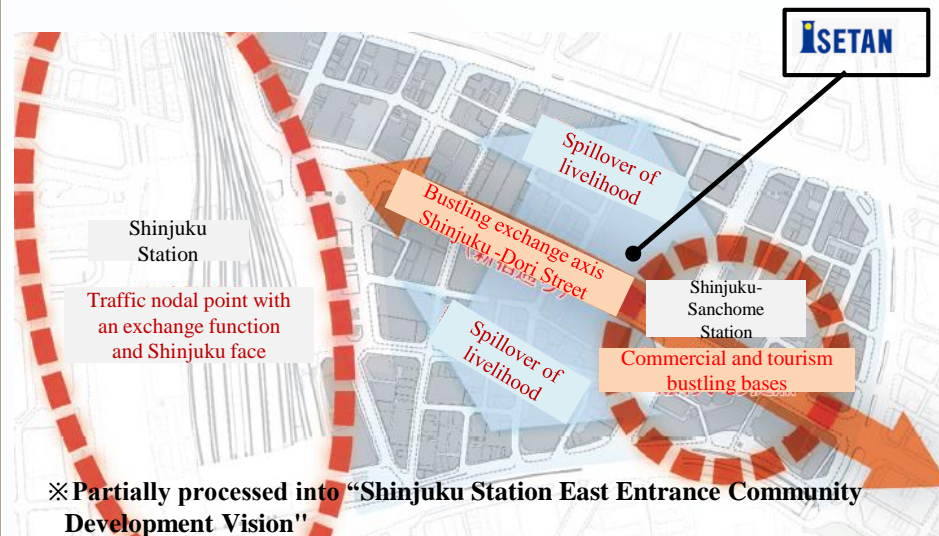 ISETAN
Spillover of
livelihood
Bustling exchange axis
Shinjuku -Dori Street
Shinjuku
Station
Traffic nodal point with
an exchange function
and Shinjuku face
Shinjuku-
Sanchome
Station
Commercial and tourism
bustling bases
Spillover of
livelihood
※Partially processed into “Shinjuku Station East Entrance Community
Development Vision"